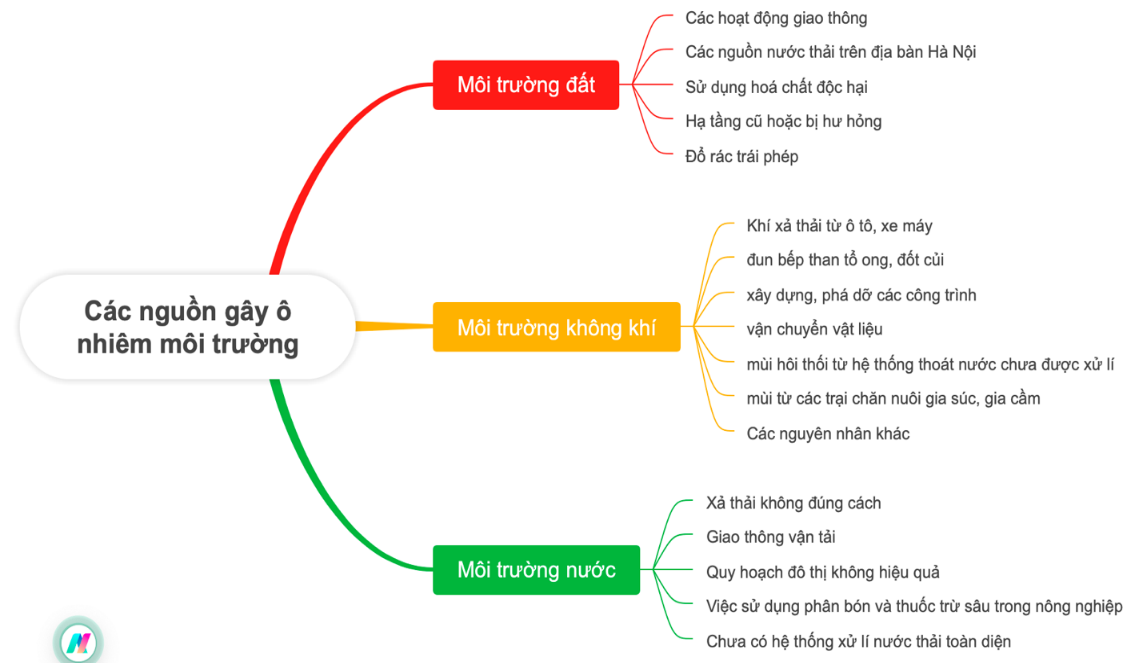 Các nguồn gây ô
nhiêm môi trường
Môi trường đất
Các hoạt động giao thông
Các nguồn nước thải trên địa bàn Hà Nội
Sử dụng hoá chất độc hại
Hạ tầng cũ hoặc bị hư hỏng
Đổ rác trái phép
Môi trường không khí
Khí xả thải từ ô tô, xe máy
đun bếp than tổ ong, đốt củi
xây dựng, phá dỡ các công trình
vận chuyển vật liệu
mùi hôi thối từ hệ thống thoát nước chưa được xử lí
mùi từ các trại chăn nuôi gia súc, gia cầm
Các nguyên nhân khác
Môi trường nước
Xả thải không đúng cách
Giao thông vận tải
Quy hoạch đô thị không hiệu quả
Việc sử dụng phân bón và thuốc trừ sâu trong nông nghiệp
Chưa có hệ thống xử lí nước thải toàn diện